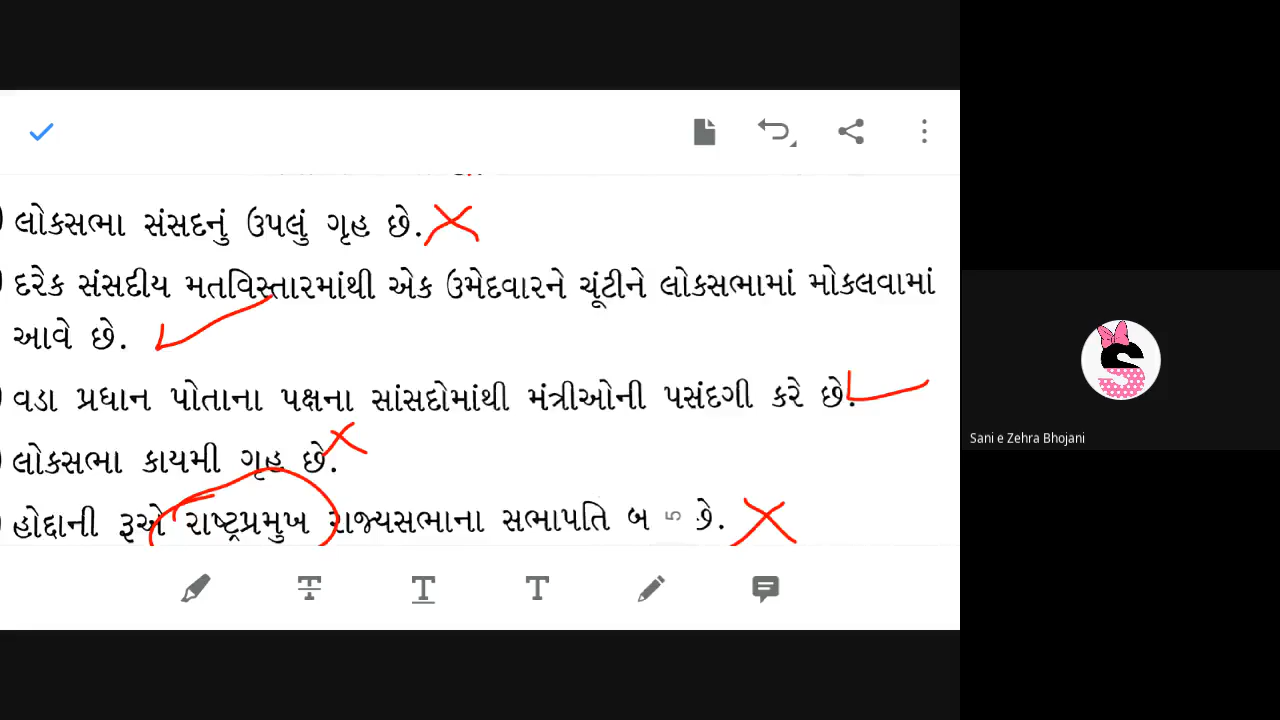 ) લોકસભા સંસદનું ઉપલું ગૃહ છે.
) દરેક સંસદીય મતવિસ્તારમાંથી એક ઉમેદવારને ચૂંટીને લોકસભામાં મોકલવામાં
આવે છે.
) વડા પ્રધાન પોતાના પક્ષના સાંસદોમાંથી મંત્રીઓની પસંદગી કરે છે.
) લોકસભા કાયમી ગૃહ છે.
) હોદ્દાની રૂએ રાષ્ટ્રપ્રમુખ રાજ્યસભાના સભાપતિ બ 5 છે.
Sani e Zehra Bhojani